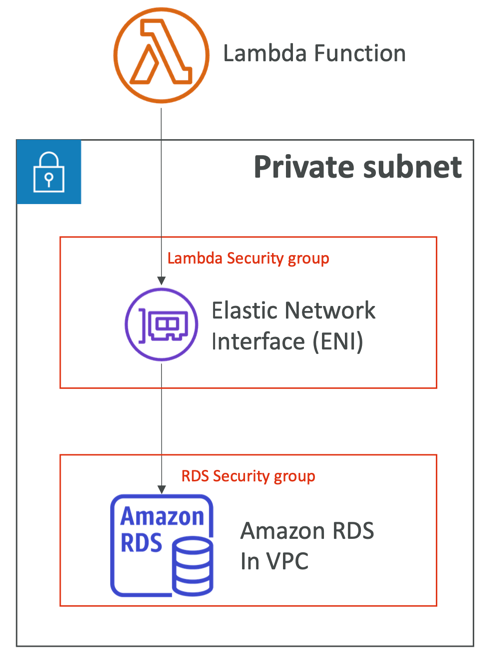 Lambda Function
Private subnet
Lambda Security group
Elastic Network
Interface (ENI)
RDS Security group
Amazon
RDS
Amazon RDS
In VPC